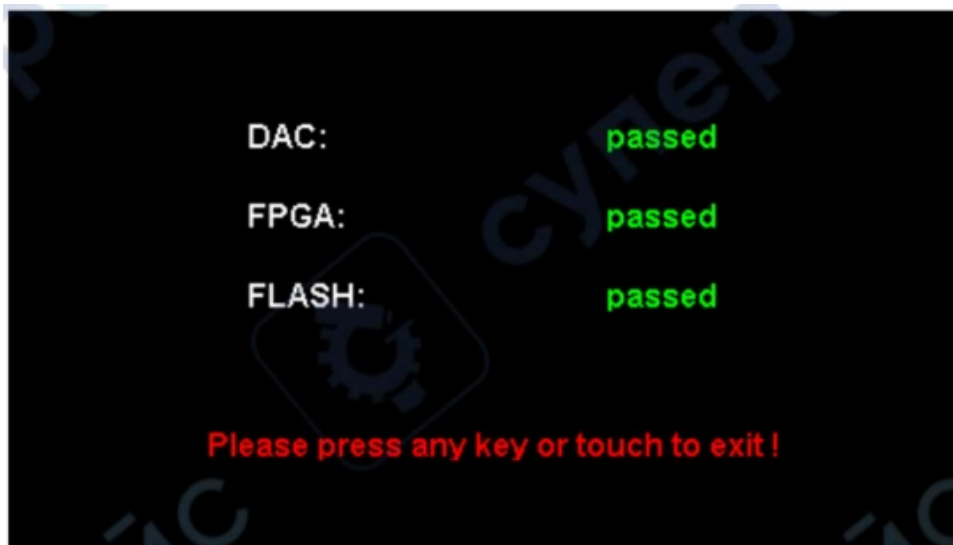 DAC: passed
FPGA: passed
FLASH: passed
Please press any key or touch to exit !